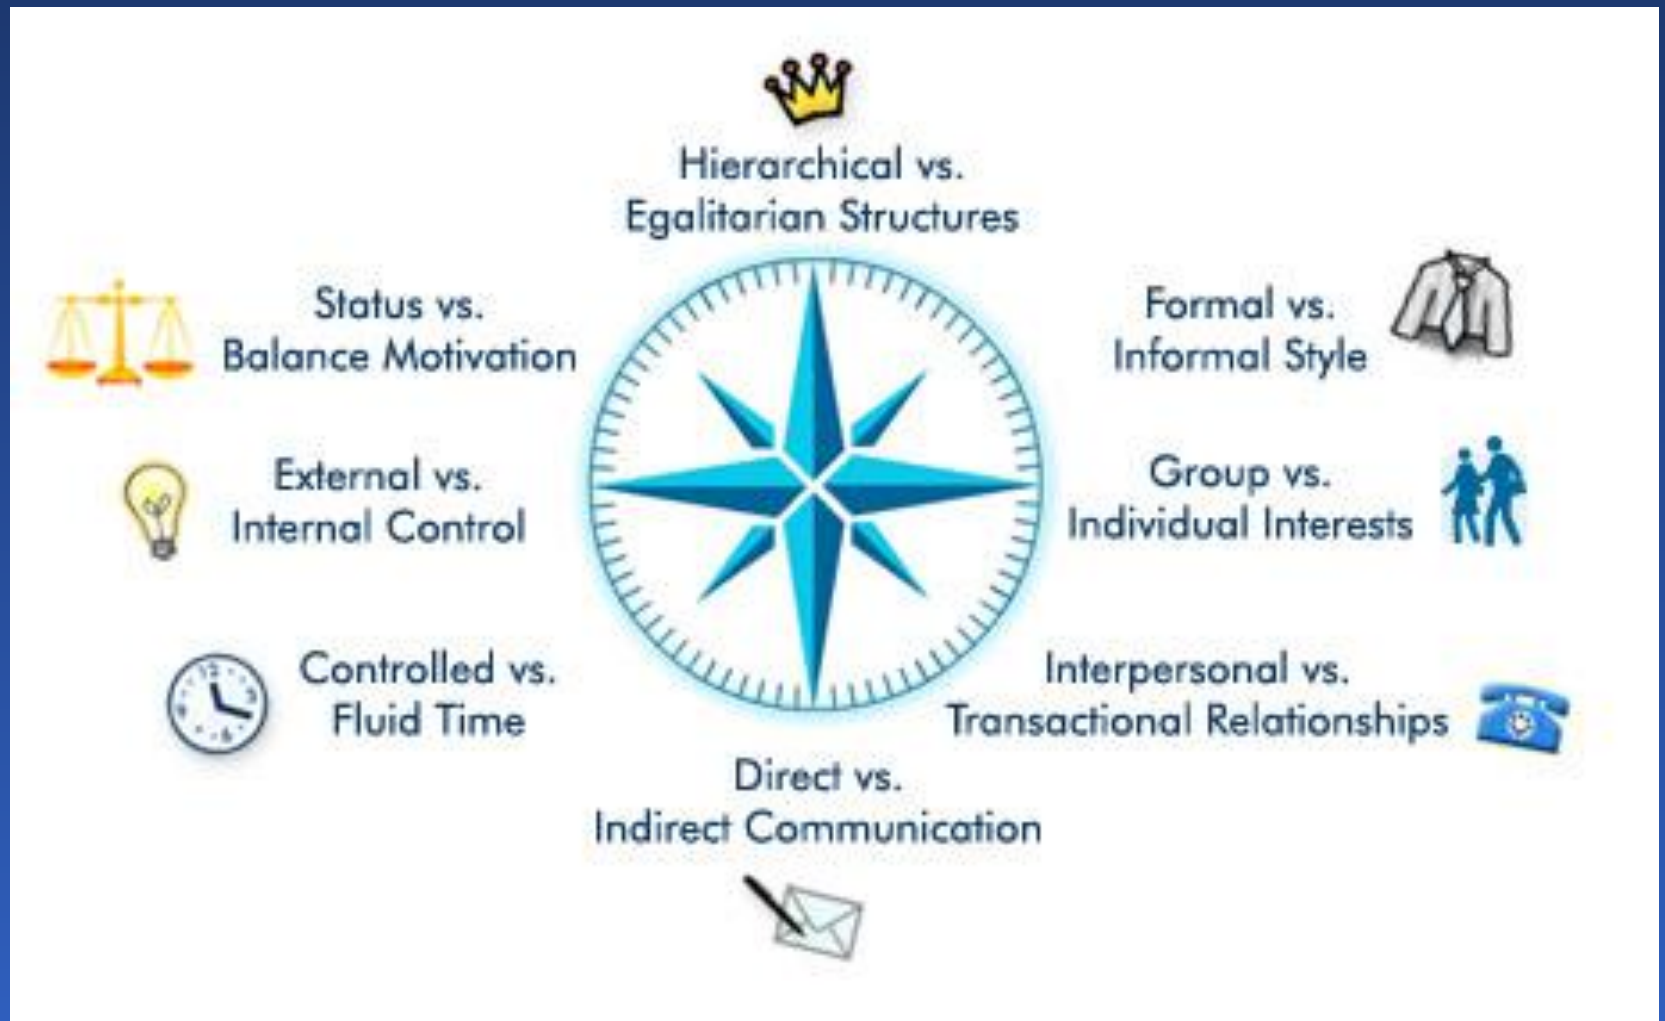 Hierarchical vs.
Egalitarian Structures
Status vs.
Balance Motivation
Formal vs.
Informal Style
External vs.
Internal Control
Group vs.
Individual Interests
Controlled vs.
Fluid Time
Interpersonal vs.
Transactional Relationships
Direct vs.
Indirect Communication
12